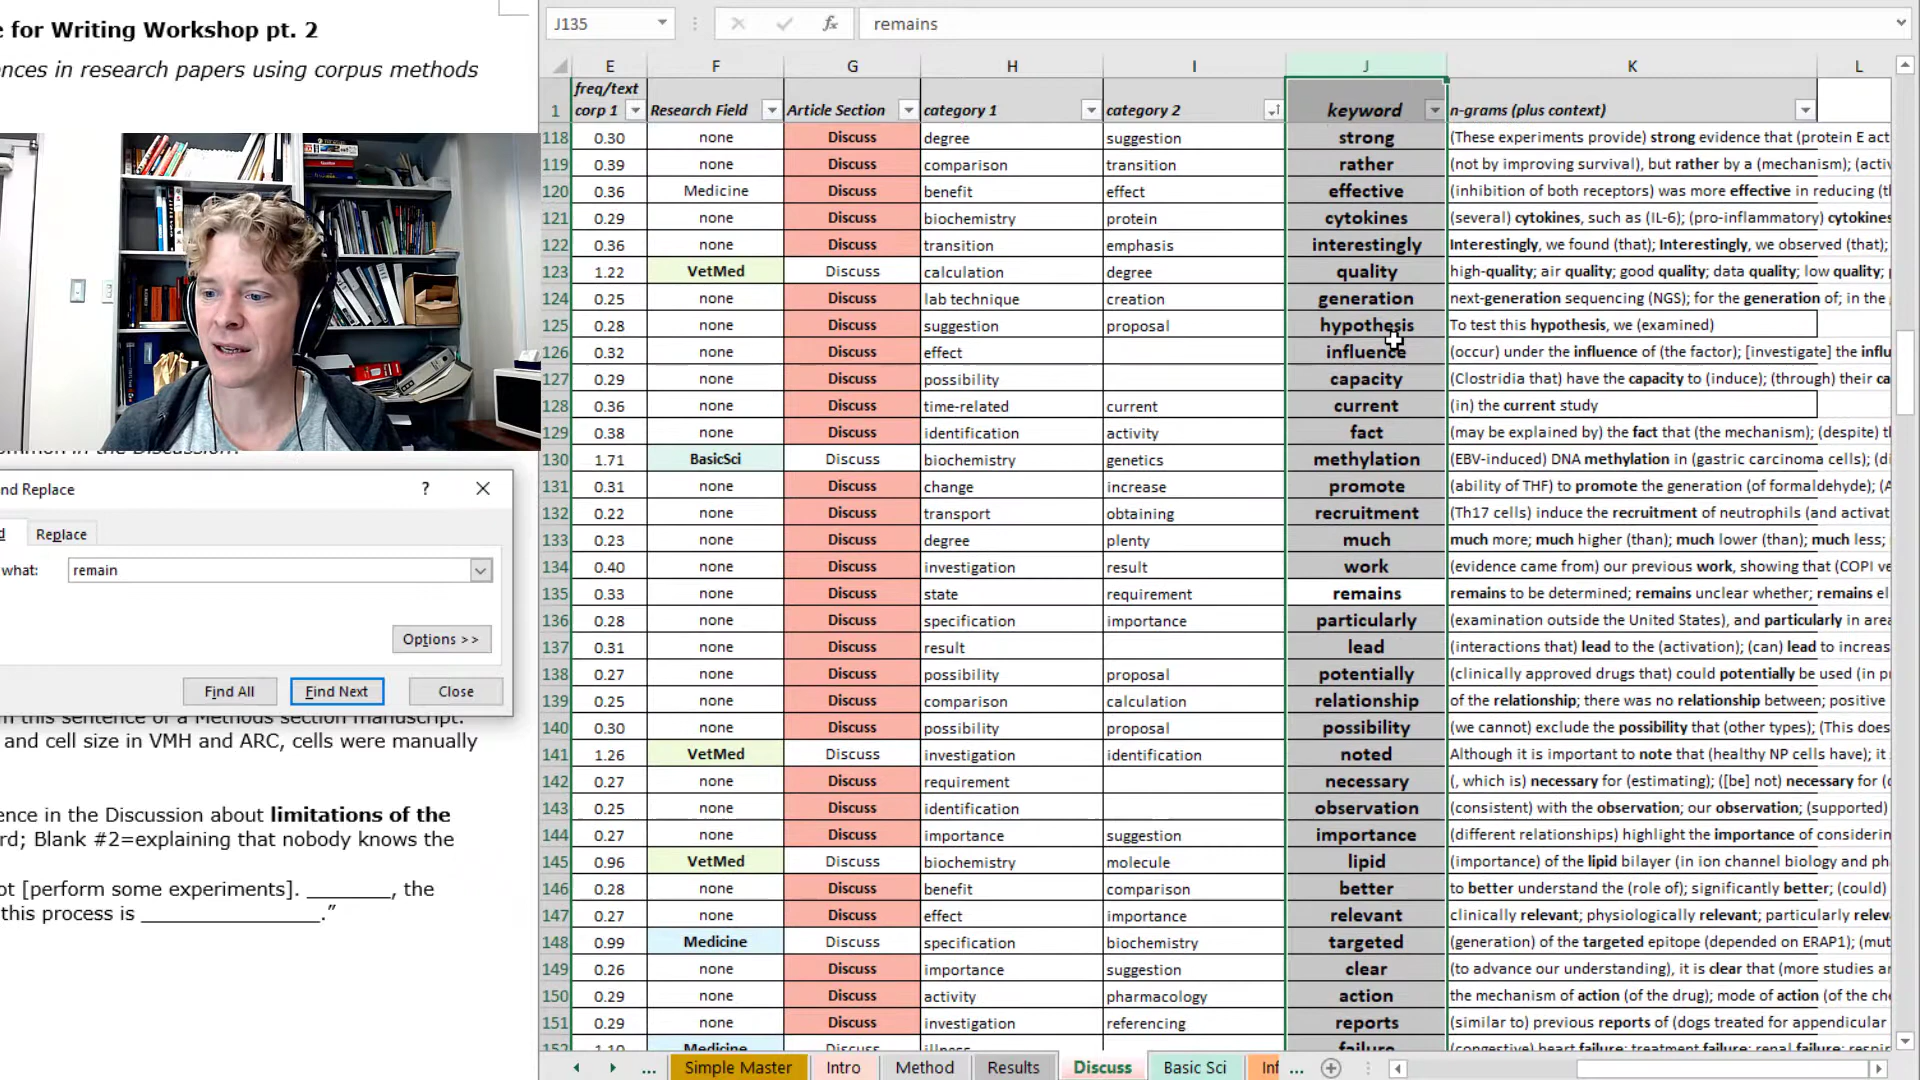 e for Writing Workshop pt. 2
ences in research papers using corpus methods
nd Replace
?
Replace
what:
remain
Options >>
Find All
Find Next
Close
and cell size in VMH and ARC, cells were manually
ence in the Discussion about limitations of the
rd; Blank #2=explaining that nobody knows the
ot [perform some experiments]. _______, the
this process is ________________."
J135
fx
remains
E F G H I J K L
freq/text
1 corp 1 Research Field Article Section category 1 category 2 keyword n-grams (plus context)
118 0.30 none Discuss degree suggestion strong (These experiments provide) strong evidence that (protein E act
119 0.39 none Discuss comparison transition rather (not by improving survival), but rather by a (mechanism); (activ
120 0.36 Medicine Discuss benefit effect effective (inhibition of both receptors) was more effective in reducing (th
121 0.29 none Discuss biochemistry protein cytokines (several) cytokines, such as (IL-6); (pro-inflammatory) cytokines
122 0.36 none Discuss transition emphasis interestingly Interestingly, we found (that); Interestingly, we observed (that);
123 1.22 VetMed Discuss calculation degree quality high-quality; air quality; good quality; data quality; low quality;
124 0.25 none Discuss lab technique creation generation next-generation sequencing (NGS); for the generation of; in the
125 0.28 none Discuss suggestion proposal hypothesis To test this hypothesis, we (examined)
126 0.32 none Discuss effect influence (occur) under the influence of (the factor); [investigate] the influ
127 0.29 none Discuss possibility capacity (Clostridia that) have the capacity to (induce); (through) their ca
128 0.36 none Discuss time-related current current (in) the current study
129 0.38 none Discuss identification activity fact (may be explained by) the fact that (the mechanism); (despite) th
130 1.71 BasicSci Discuss biochemistry genetics methylation (EBV-induced) DNA methylation in (gastric carcinoma cells); (di
131 0.31 none Discuss change increase promote (ability of THF) to promote the generation (of formaldehyde); (A
132 0.22 none Discuss transport obtaining recruitment (Th17 cells) induce the recruitment of neutrophils (and activat
133 0.23 none Discuss degree plenty much much more; much higher (than); much lower (than); much less;
134 0.40 none Discuss investigation result work (evidence came from) our previous work, showing that (COPI ve
135 0.33 none Discuss state requirement remains remains to be determined; remains unclear whether; remains el
136 0.28 none Discuss specification importance particularly (examination outside the United States), and particularly in area
137 0.31 none Discuss result lead (interactions that) lead to the (activation); (can) lead to increas
138 0.27 none Discuss possibility proposal potentially (clinically approved drugs that) could potentially be used (in p
139 0.25 none Discuss comparison calculation relationship of the relationship; there was no relationship between; positive
140 0.30 none Discuss possibility proposal possibility (we cannot) exclude the possibility that (other types); (This does
141 1.26 VetMed Discuss investigation identification noted Although it is important to note that (healthy NP cells have); it
142 0.27 none Discuss requirement necessary (, which is) necessary for (estimating); ([be] not) necessary for (c
143 0.25 none Discuss identification observation (consistent) with the observation; our observation; (supported)
144 0.27 none Discuss importance suggestion importance (different relationships) highlight the importance of considerin
145 0.96 VetMed Discuss biochemistry molecule lipid (importance) of the lipid bilayer (in ion channel biology and ph
146 0.28 none Discuss benefit comparison better to better understand the (role of); significantly better; (could)
147 0.27 none Discuss effect importance relevant clinically relevant; physiologically relevant; particularly relev
148 0.99 Medicine Discuss specification biochemistry targeted (generation) of the targeted epitope (depended on ERAP1); (mut
149 0.26 none Discuss importance suggestion clear (to advance our understanding), it is clear that (more studies ar
150 0.29 none Discuss activity pharmacology action the mechanism of action (of the drug); mode of action (of the ch
151 0.29 none Discuss investigation referencing reports (similar to) previous reports of (dogs treated for appendicular
... Simple Master Intro Method Results Discuss Basic Sci Inf ...